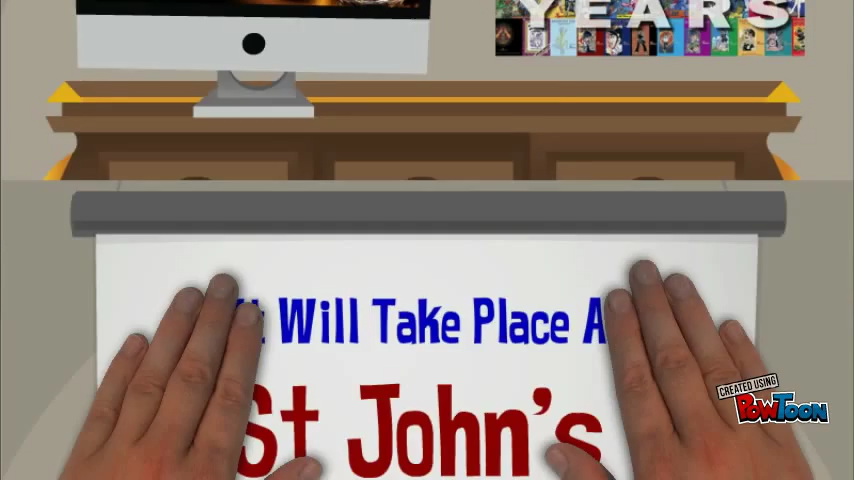 YEARS
Will Take Place
St John's
CREATED USING
POWTOON